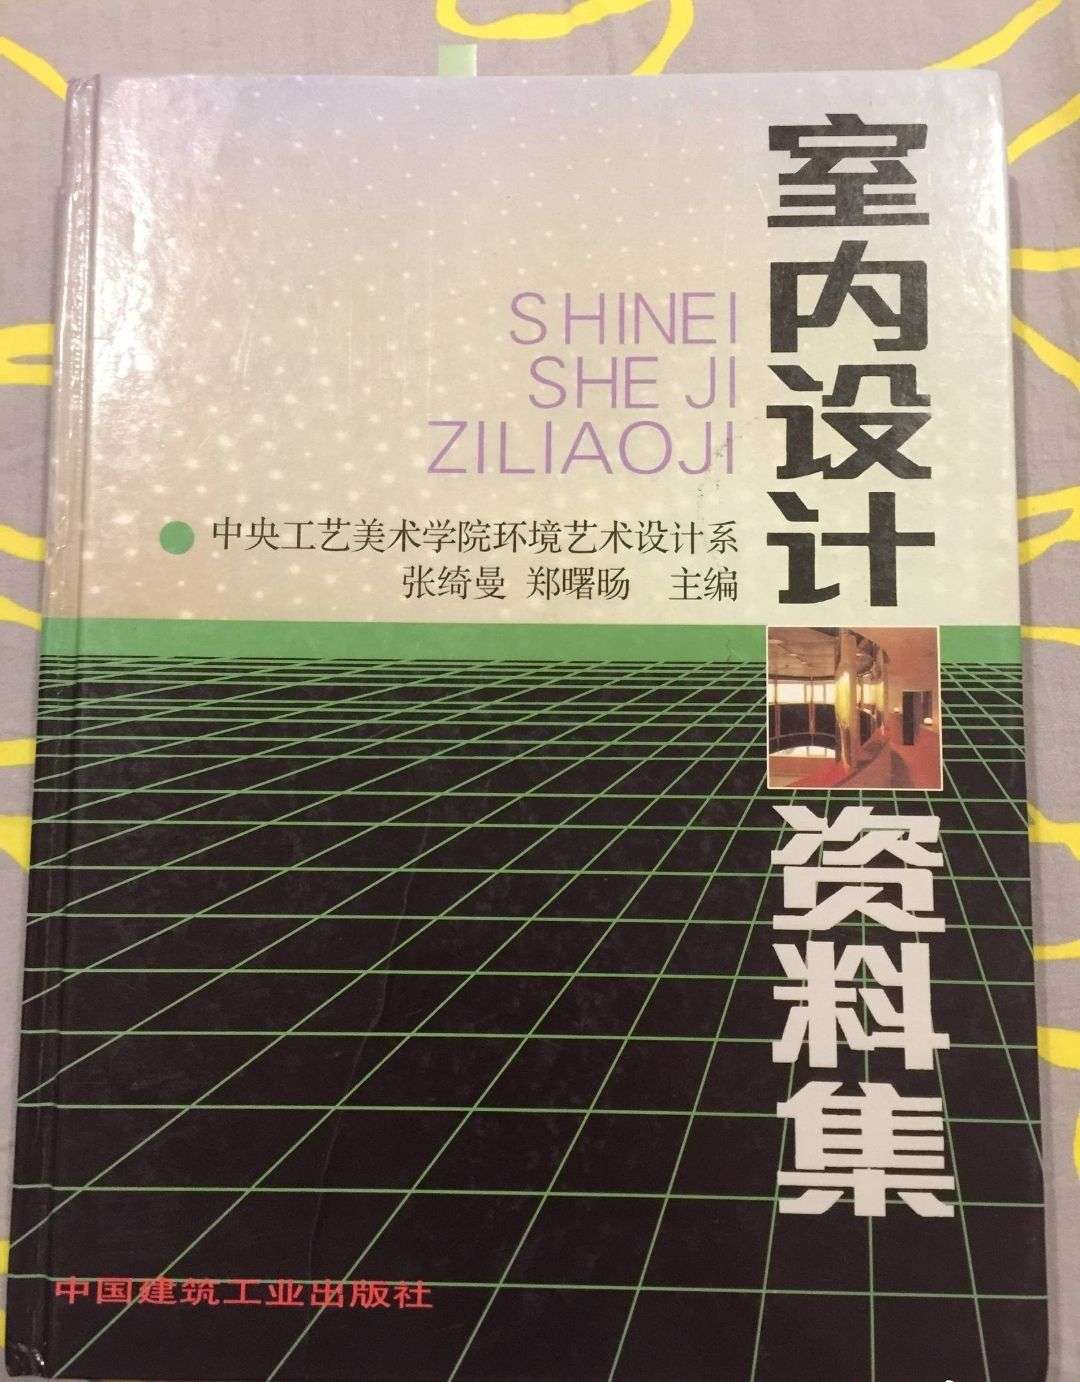 室内设计资料集
SHINEI
SHE JI
ZILIAOJI
中央工艺美术学院环境艺术设计系
张绮曼 郑曙旸 主编
中国建筑工业出版社